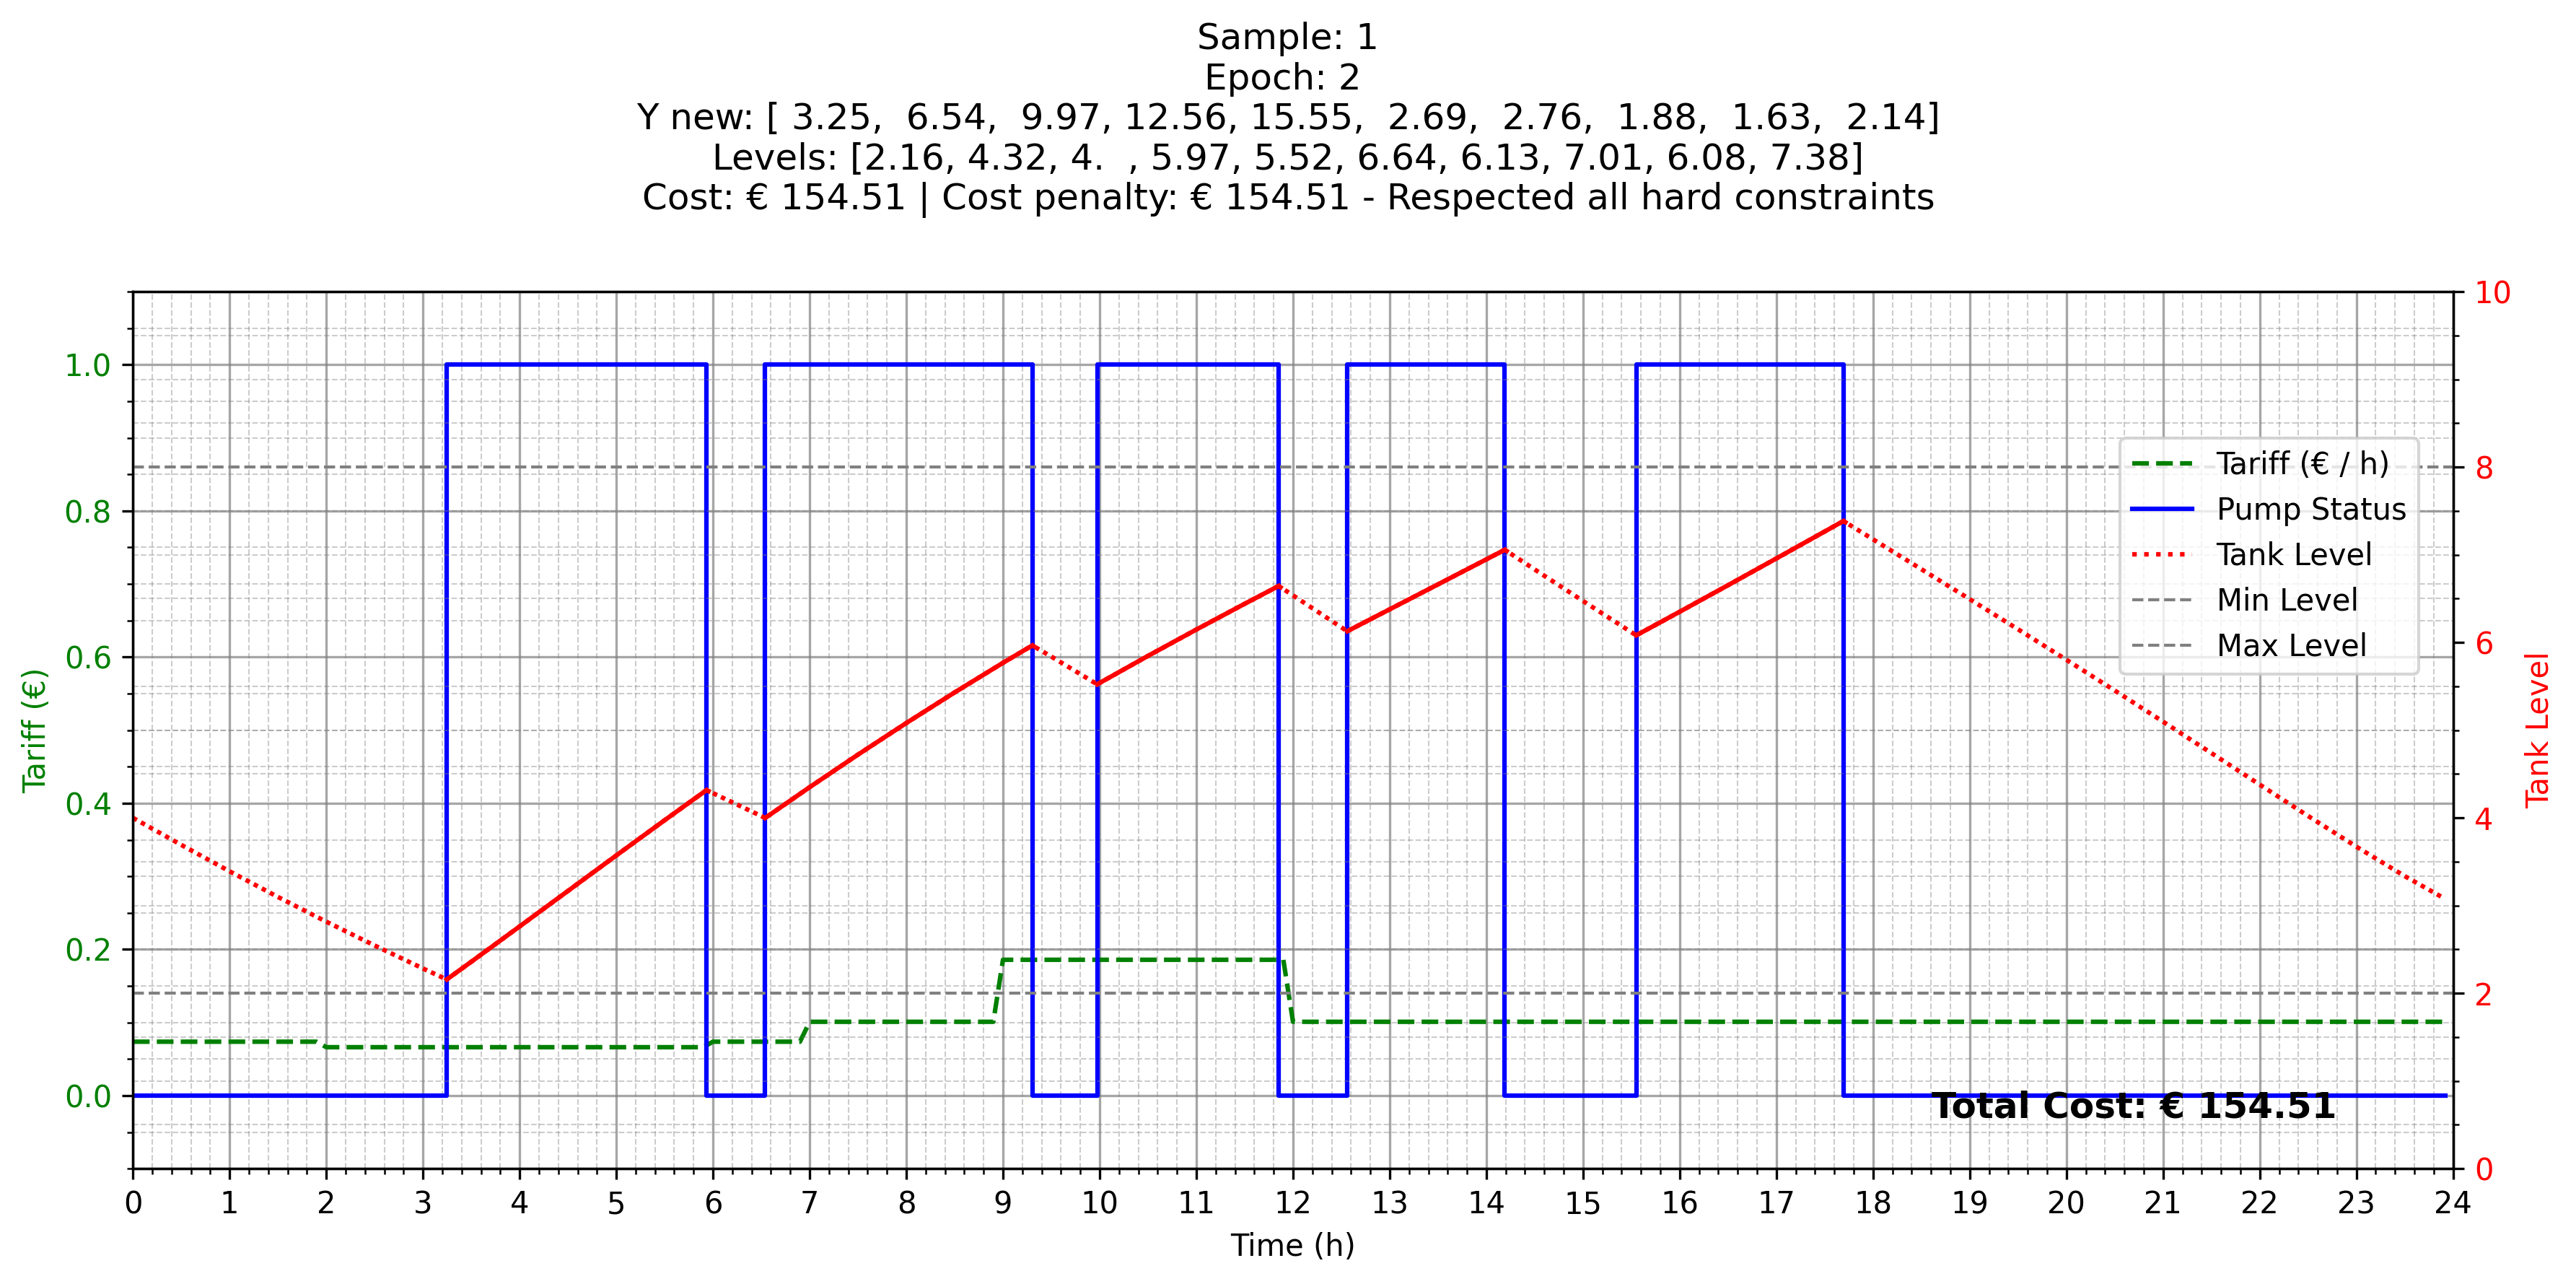 Sample: 1
Epoch: 2
Y new: [ 3.25,  6.54,  9.97, 12.56, 15.55,  2.69,  2.76,  1.88,  1.63,  2.14]
Levels: [2.16, 4.32, 4.  , 5.97, 5.52, 6.64, 6.13, 7.01, 6.08, 7.38]
Cost: € 154.51 | Cost penalty: € 154.51 - Respected all hard constraints
Tariff (€)
1.0
0.8
0.6
0.4
0.2
0.0
10
8
6
4
2
0
Tank Level
Tariff (€ / h)
Pump Status
Tank Level
Min Level
Max Level
Total Cost: € 154.51
0 1 2 3 4 5 6 7 8 9 10 11 12 13 14 15 16 17 18 19 20 21 22 23 24
Time (h)